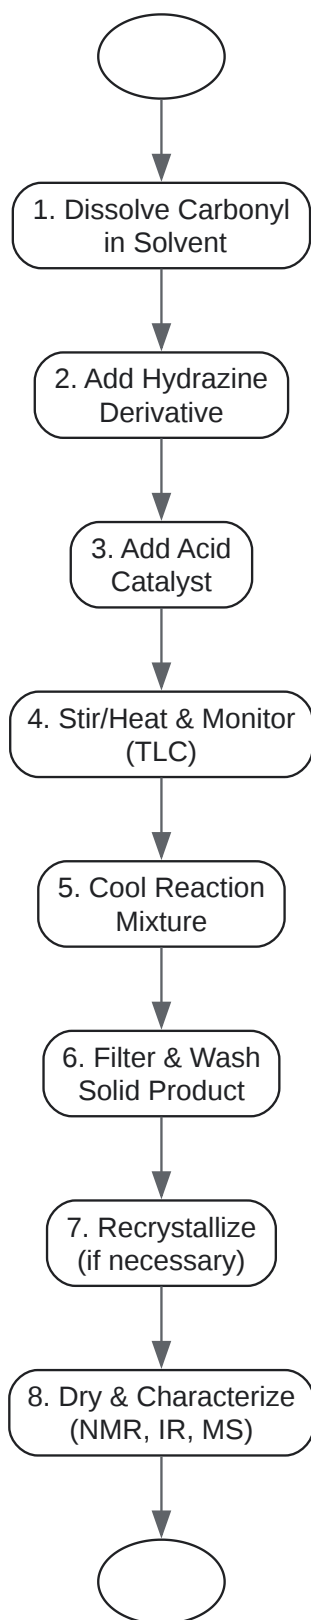 1. Dissolve Carbonyl
in Solvent
2. Add Hydrazine
Derivative
3. Add Acid
Catalyst
4. Stir/Heat & Monitor
(TLC)
5. Cool Reaction
Mixture
6. Filter & Wash
Solid Product
7. Recrystallize
(if necessary)
8. Dry & Characterize
(NMR, IR, MS)